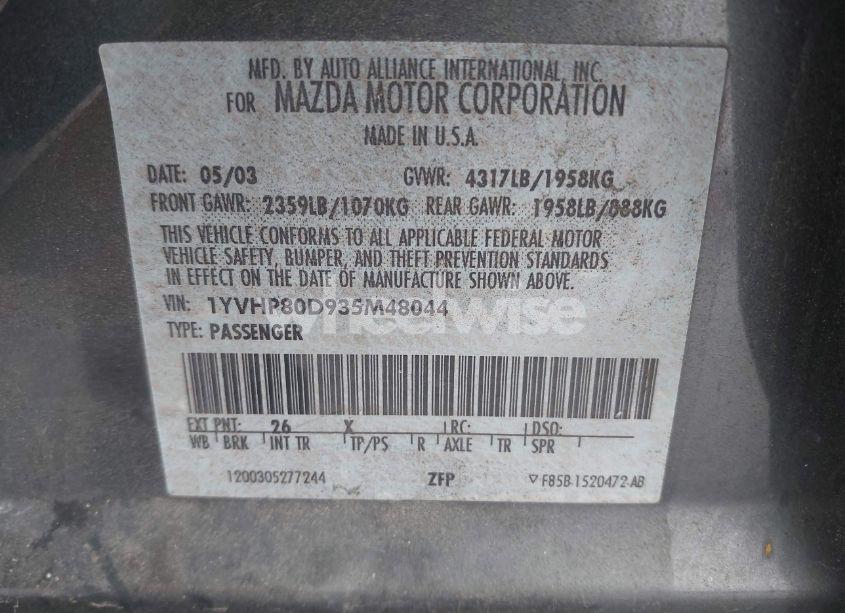 MFD. BY AUTO ALLIANCE INTERNATIONAL, INC.
FOR MAZDA MOTOR CORPORATION
MADE IN U.S.A.
DATE: 05/03 GVWR: 4317LB/1958KG
FRONT GAWR: 2359LB/1070KG REAR GAWR: 1958LB/888KG
THIS VEHICLE CONFORMS TO ALL APPLICABLE FEDERAL MOTOR
VEHICLE SAFETY, BUMPER, AND THEFT PREVENTION STANDARDS
IN EFFECT ON THE DATE OF MANUFACTURE SHOWN ABOVE.
VIN: 1YVHP80D935M48044
TYPE: PASSENGER
wheelwise
EXT PNT: 26 X RC: DSO:
WB BRK INT TR TP/PS R AXLE TR SPR
1200305277244 ZFP ▽ F85B-1520472-AB